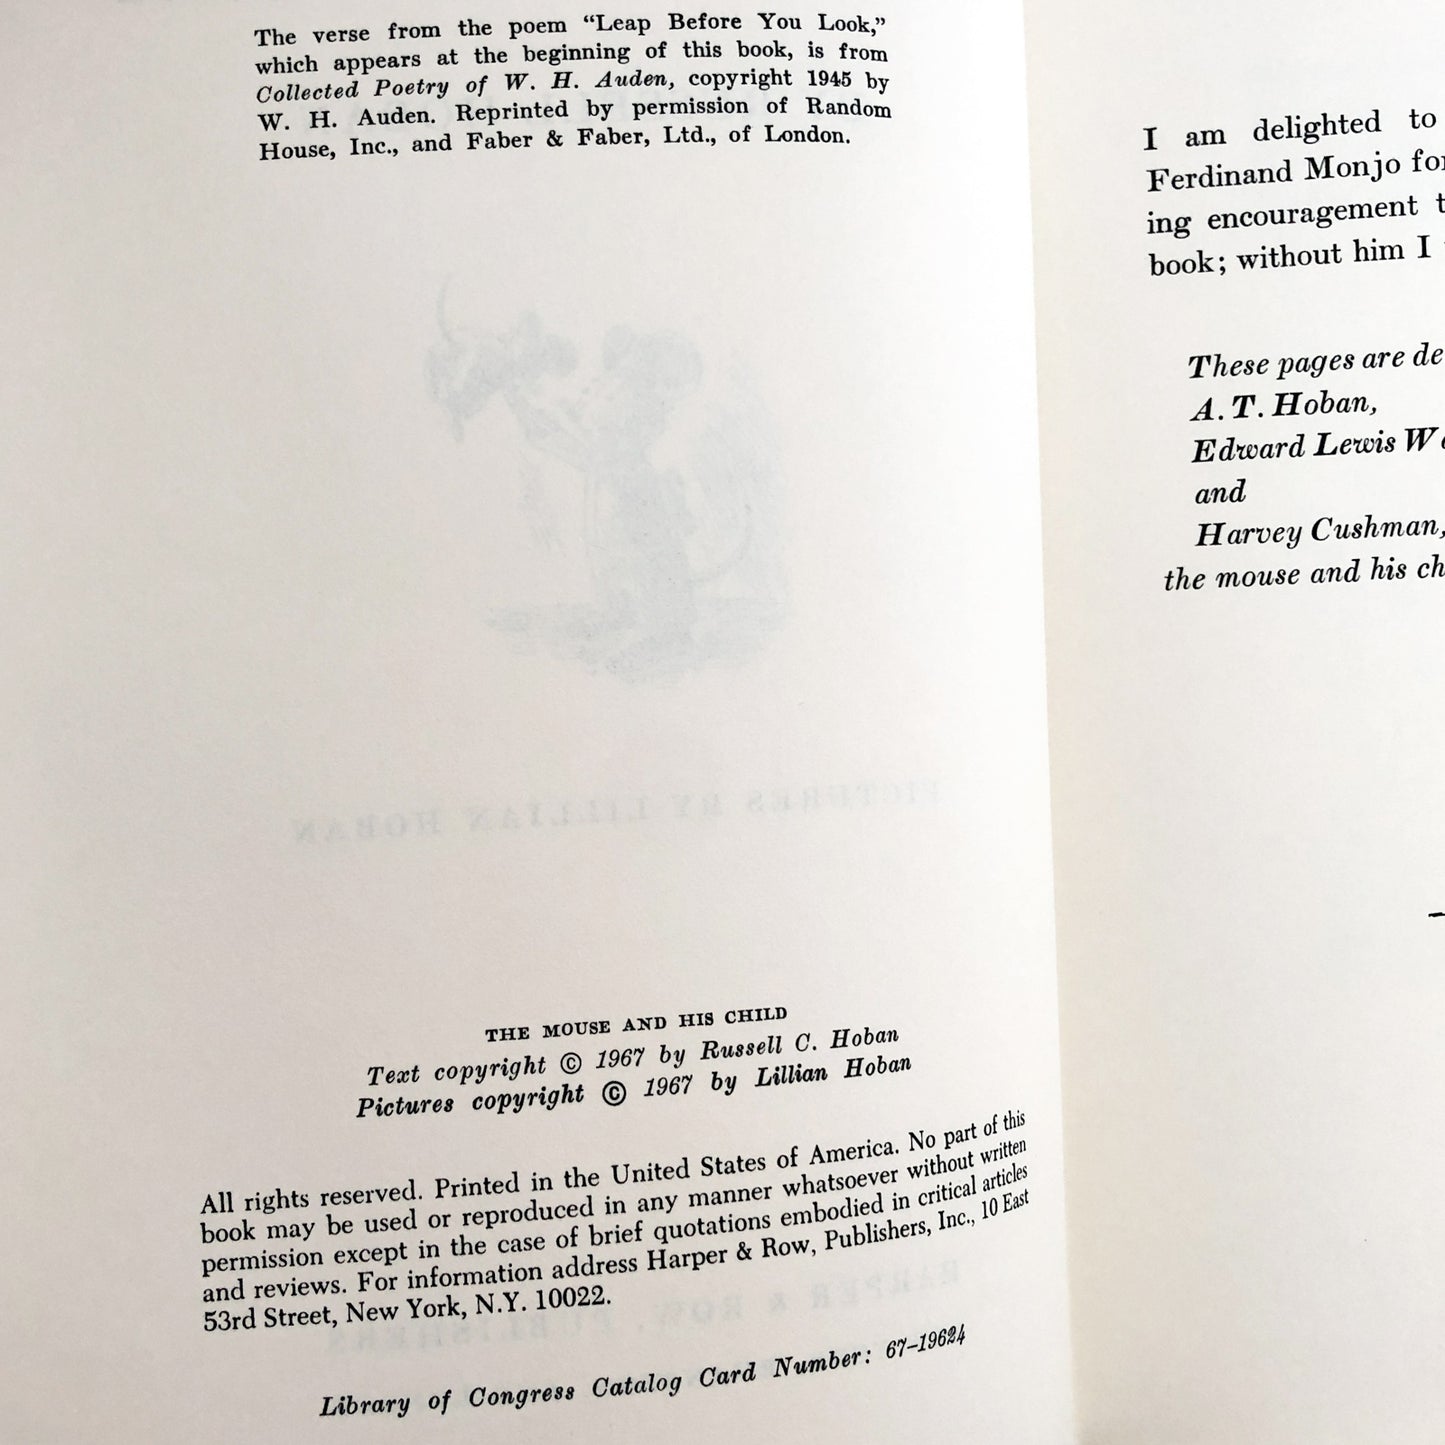 The verse from the poem “Leap Before You Look,”
which appears at the beginning of this book, is from
Collected Poetry of W. H. Auden, copyright 1945 by
W. H. Auden. Reprinted by permission of Random
House, Inc., and Faber & Faber, Ltd., of London.
PICTURES BY LILLIAN HOBAN
THE MOUSE AND HIS CHILD
Text copyright © 1967 by Russell C. Hoban
Pictures copyright © 1967 by Lillian Hoban
All rights reserved. Printed in the United States of America. No part of this
book may be used or reproduced in any manner whatsoever without written
permission except in the case of brief quotations embodied in critical articles
and reviews. For information address Harper & Row, Publishers, Inc., 10 East
53rd Street, New York, N.Y. 10022.
HARPER & ROW, PUBLISHERS
Library of Congress Catalog Card Number: 67–19624
I am delighted to
Ferdinand Monjo
ing encouragement
book; without him I
These pages are
A. T. Hoban,
Edward Lewis
and
Harvey Cushman,
the mouse and his